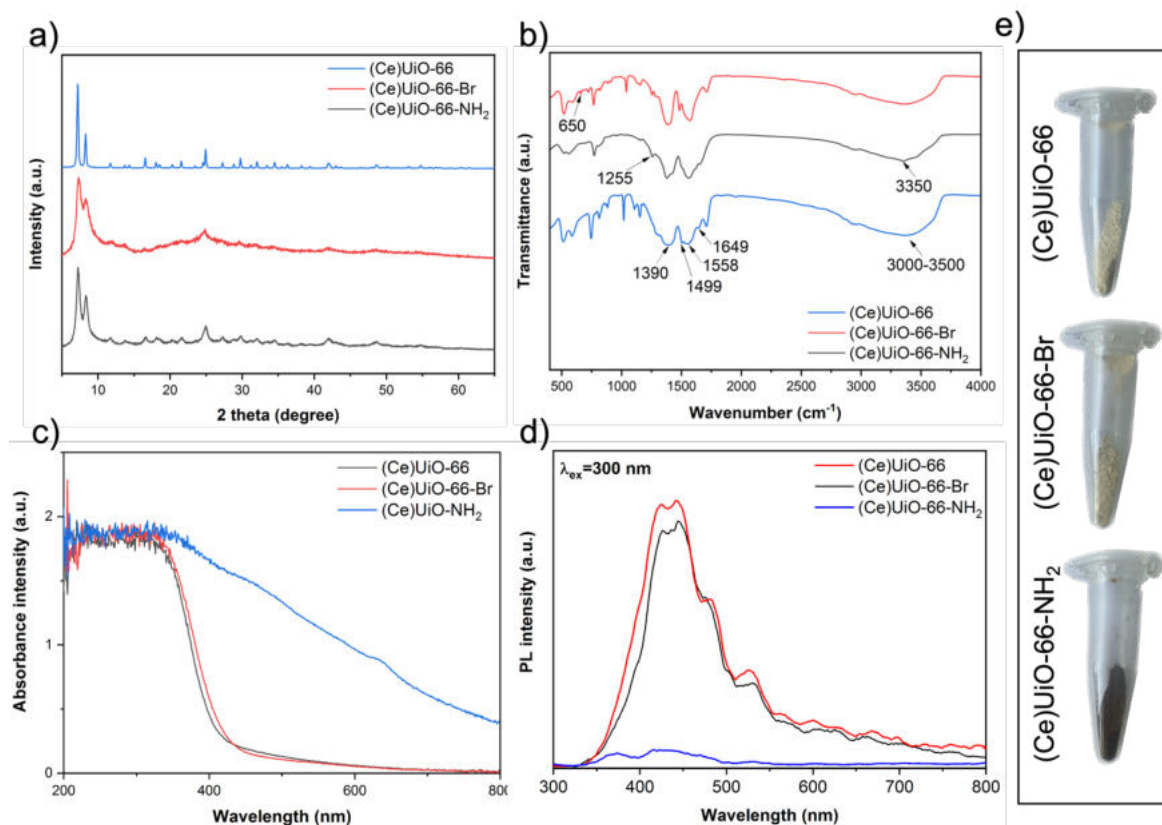 a)
(Ce)UiO-66
(Ce)UiO-66-Br
(Ce)UiO-66-NH₂
Intensity (a.u.)
10 20 30 40 50 60
2 theta (degree)
b)
650
1255
3350
1649
1390
1558
1499
3000-3500
(Ce)UiO-66
(Ce)UiO-66-Br
(Ce)UiO-66-NH₂
Transmittance (a.u.)
500 1000 1500 2000 2500 3000 3500 4000
Wavenumber (cm⁻¹)
c)
(Ce)UiO-66
(Ce)UiO-66-Br
(Ce)UiO-NH₂
Absorbance intensity (a.u.)
2
1
0
200 400 600 800
Wavelength (nm)
d)
λex=300 nm
(Ce)UiO-66
(Ce)UiO-66-Br
(Ce)UiO-66-NH₂
PL intensity (a.u.)
300 400 500 600 700 800
Wavelength (nm)
e)
(Ce)UiO-66
(Ce)UiO-66-Br
(Ce)UiO-66-NH₂